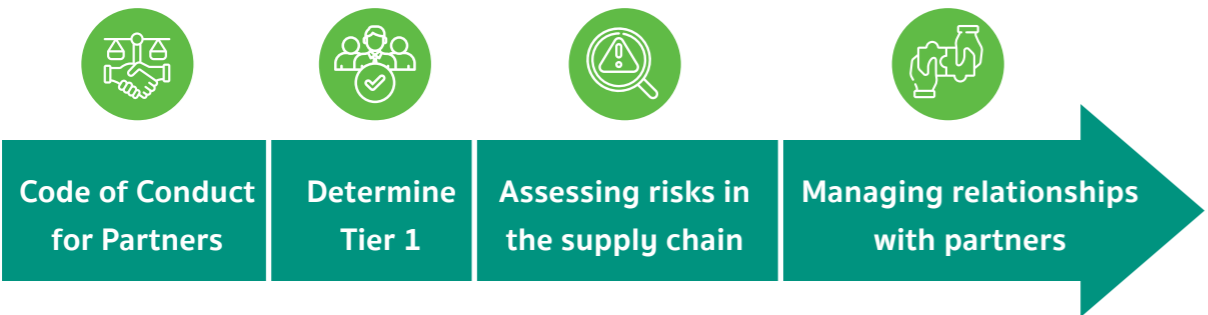 Code of Conduct
for Partners
Determine
Tier 1
Assessing risks in
the supply chain
Managing relationships
with partners